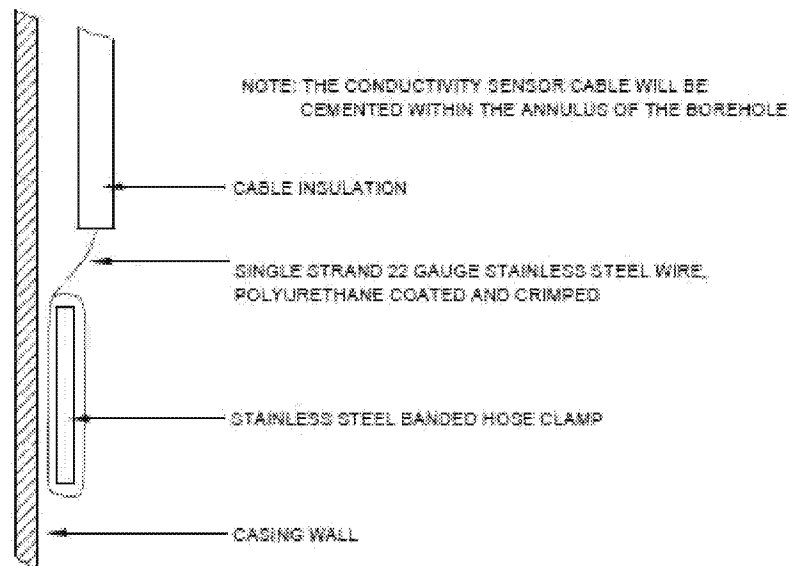 NOTE: THE CONDUCTIVITY SENSOR CABLE WILL BE
CEMENTED WITHIN THE ANNULUS OF THE BOREHOLE
CABLE INSULATION
SINGLE STRAND 22 GAUGE STAINLESS STEEL WIRE,
POLYURETHANE COATED AND CRIMPED
STAINLESS STEEL BANDED HOSE CLAMP
CASING WALL